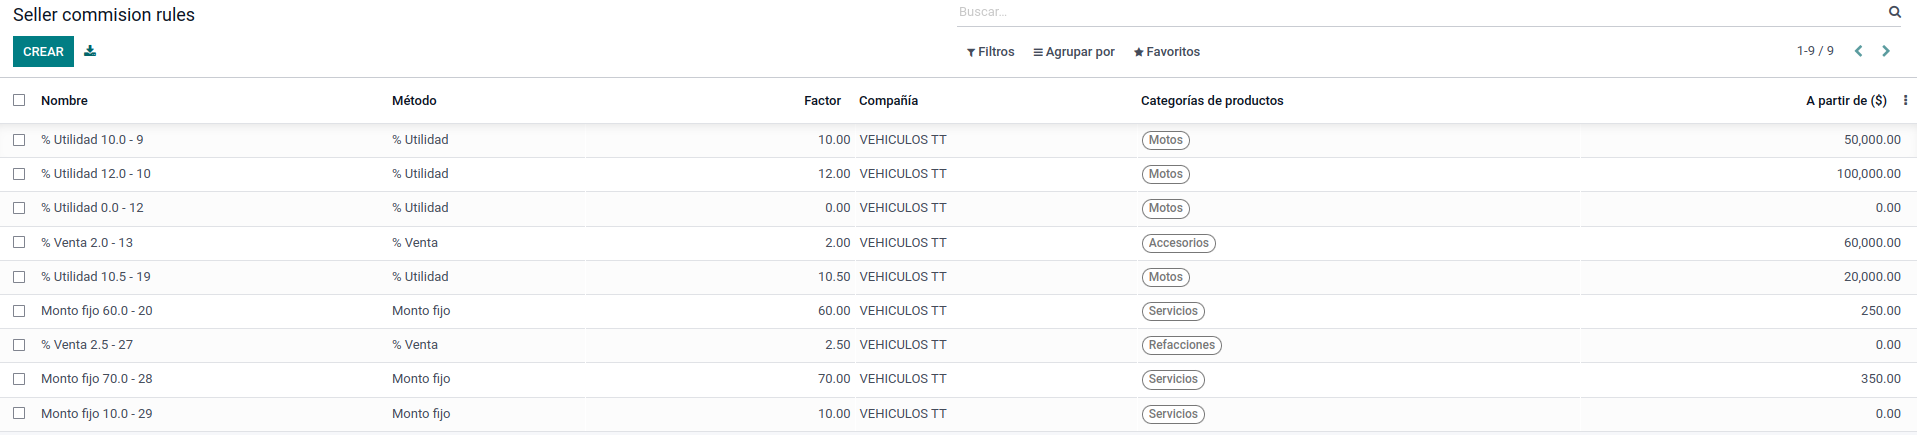 Seller commision rules
Buscar...
CREAR
Filtros Agrupar por Favoritos 1-9 / 9
Nombre Método Factor Compañía Categorías de productos A partir de ($)
% Utilidad 10.0 - 9 % Utilidad 10.00 VEHICULOS TT Motos 50,000.00
% Utilidad 12.0 - 10 % Utilidad 12.00 VEHICULOS TT Motos 100,000.00
% Utilidad 0.0 - 12 % Utilidad 0.00 VEHICULOS TT Motos 0.00
% Venta 2.0 - 13 % Venta 2.00 VEHICULOS TT Accesorios 60,000.00
% Utilidad 10.5 - 19 % Utilidad 10.50 VEHICULOS TT Motos 20,000.00
Monto fijo 60.0 - 20 Monto fijo 60.00 VEHICULOS TT Servicios 250.00
% Venta 2.5 - 27 % Venta 2.50 VEHICULOS TT Refacciones 0.00
Monto fijo 70.0 - 28 Monto fijo 70.00 VEHICULOS TT Servicios 350.00
Monto fijo 10.0 - 29 Monto fijo 10.00 VEHICULOS TT Servicios 0.00